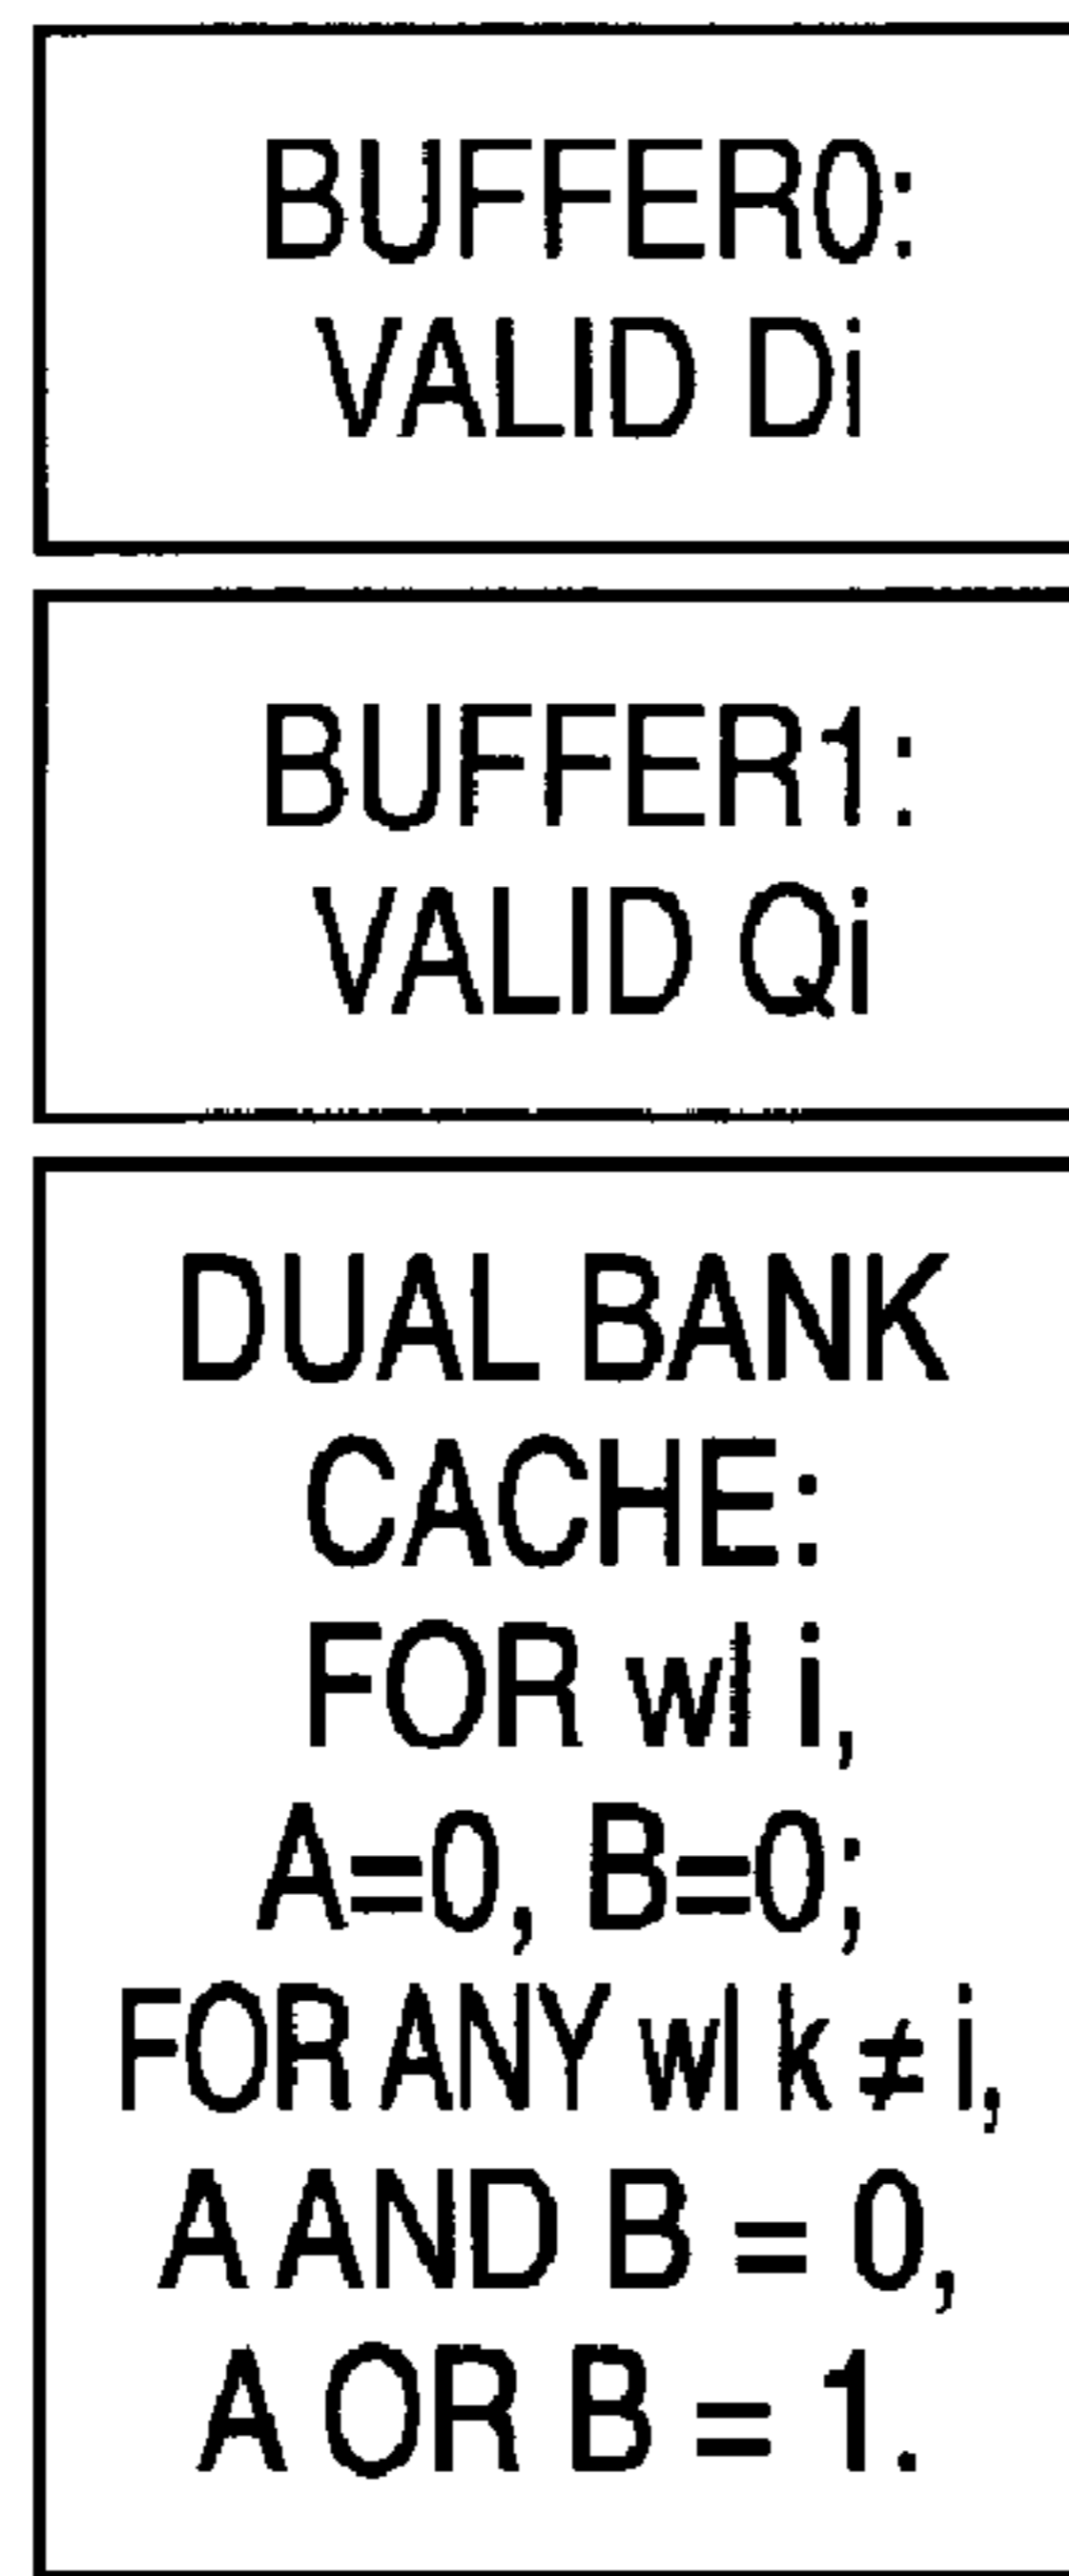 BUFFER0:
VALID Di
BUFFER1:
VALID Qi
DUAL BANK
CACHE:
FOR wl i,
A=0, B=0;
FOR ANY wl k ≠ i,
A AND B = 0,
A OR B = 1.